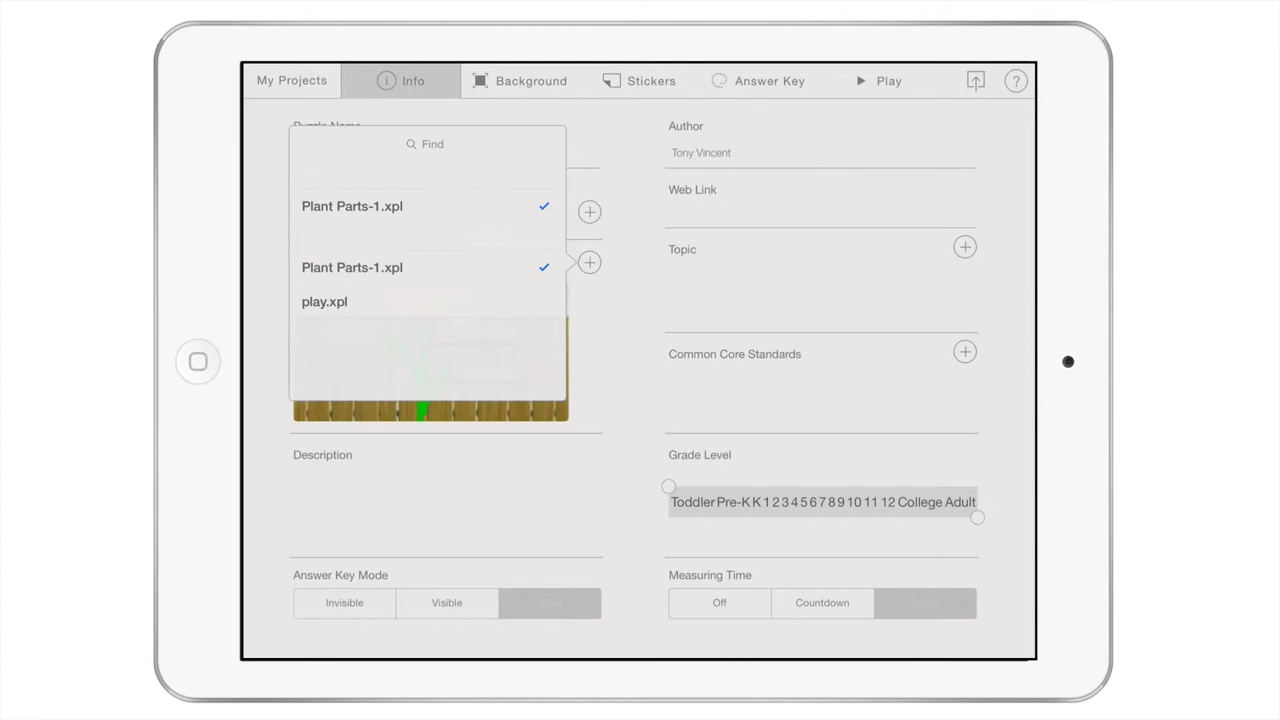 My Projects
Info
Background
Stickers
Answer Key
Play
?
Find
Plant Parts-1.xpl
Plant Parts-1.xpl
play.xpl
Description
Answer Key Mode
Invisible
Visible
Author
Tony Vincent
Web Link
Topic
Common Core Standards
Grade Level
Toddler Pre-K K 1 2 3 4 5 6 7 8 9 10 11 12 College Adult
Measuring Time
Off
Countdown